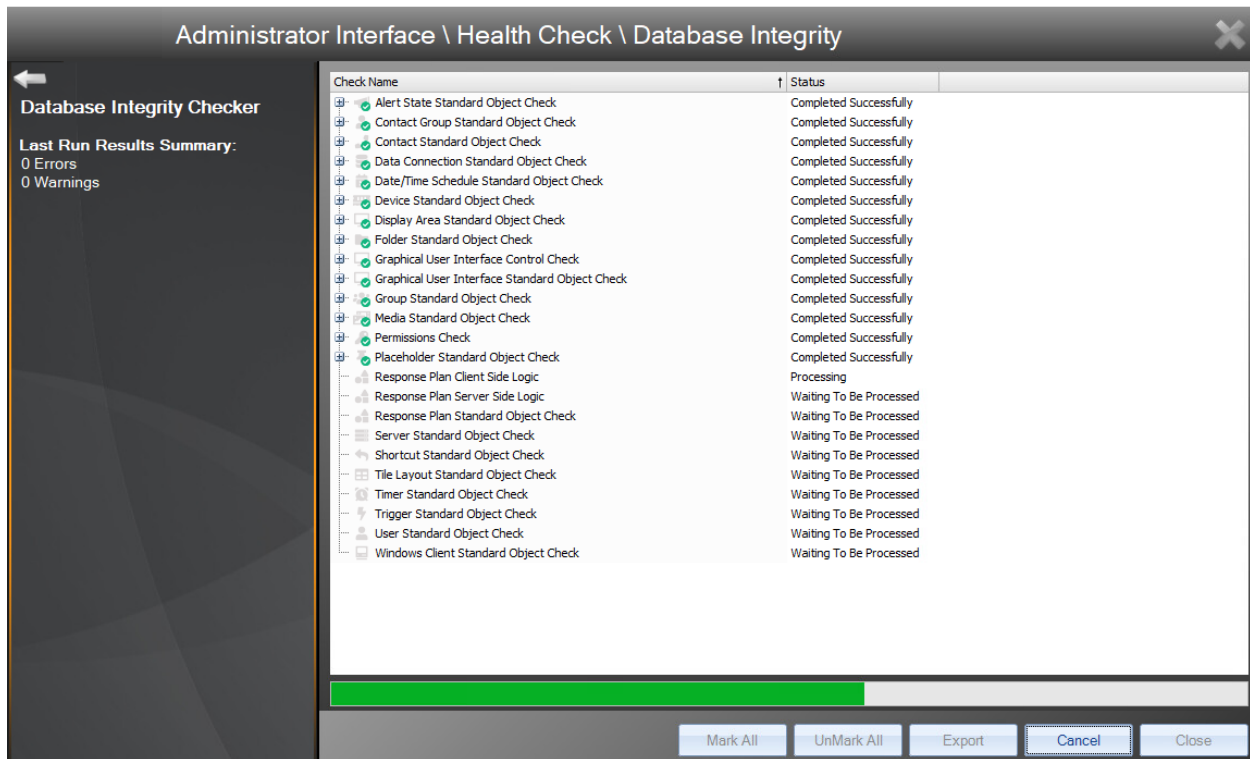 Administrator Interface \ Health Check \ Database Integrity
Database Integrity Checker
Last Run Results Summary:
0 Errors
0 Warnings
Check Name ↑ Status
Alert State Standard Object Check Completed Successfully
Contact Group Standard Object Check Completed Successfully
Contact Standard Object Check Completed Successfully
Data Connection Standard Object Check Completed Successfully
Date/Time Schedule Standard Object Check Completed Successfully
Device Standard Object Check Completed Successfully
Display Area Standard Object Check Completed Successfully
Folder Standard Object Check Completed Successfully
Graphical User Interface Control Check Completed Successfully
Graphical User Interface Standard Object Check Completed Successfully
Group Standard Object Check Completed Successfully
Media Standard Object Check Completed Successfully
Permissions Check Completed Successfully
Placeholder Standard Object Check Completed Successfully
Response Plan Client Side Logic Processing
Response Plan Server Side Logic Waiting To Be Processed
Response Plan Standard Object Check Waiting To Be Processed
Server Standard Object Check Waiting To Be Processed
Shortcut Standard Object Check Waiting To Be Processed
Tile Layout Standard Object Check Waiting To Be Processed
Timer Standard Object Check Waiting To Be Processed
Trigger Standard Object Check Waiting To Be Processed
User Standard Object Check Waiting To Be Processed
Windows Client Standard Object Check Waiting To Be Processed
Mark All UnMark All Export Cancel Close